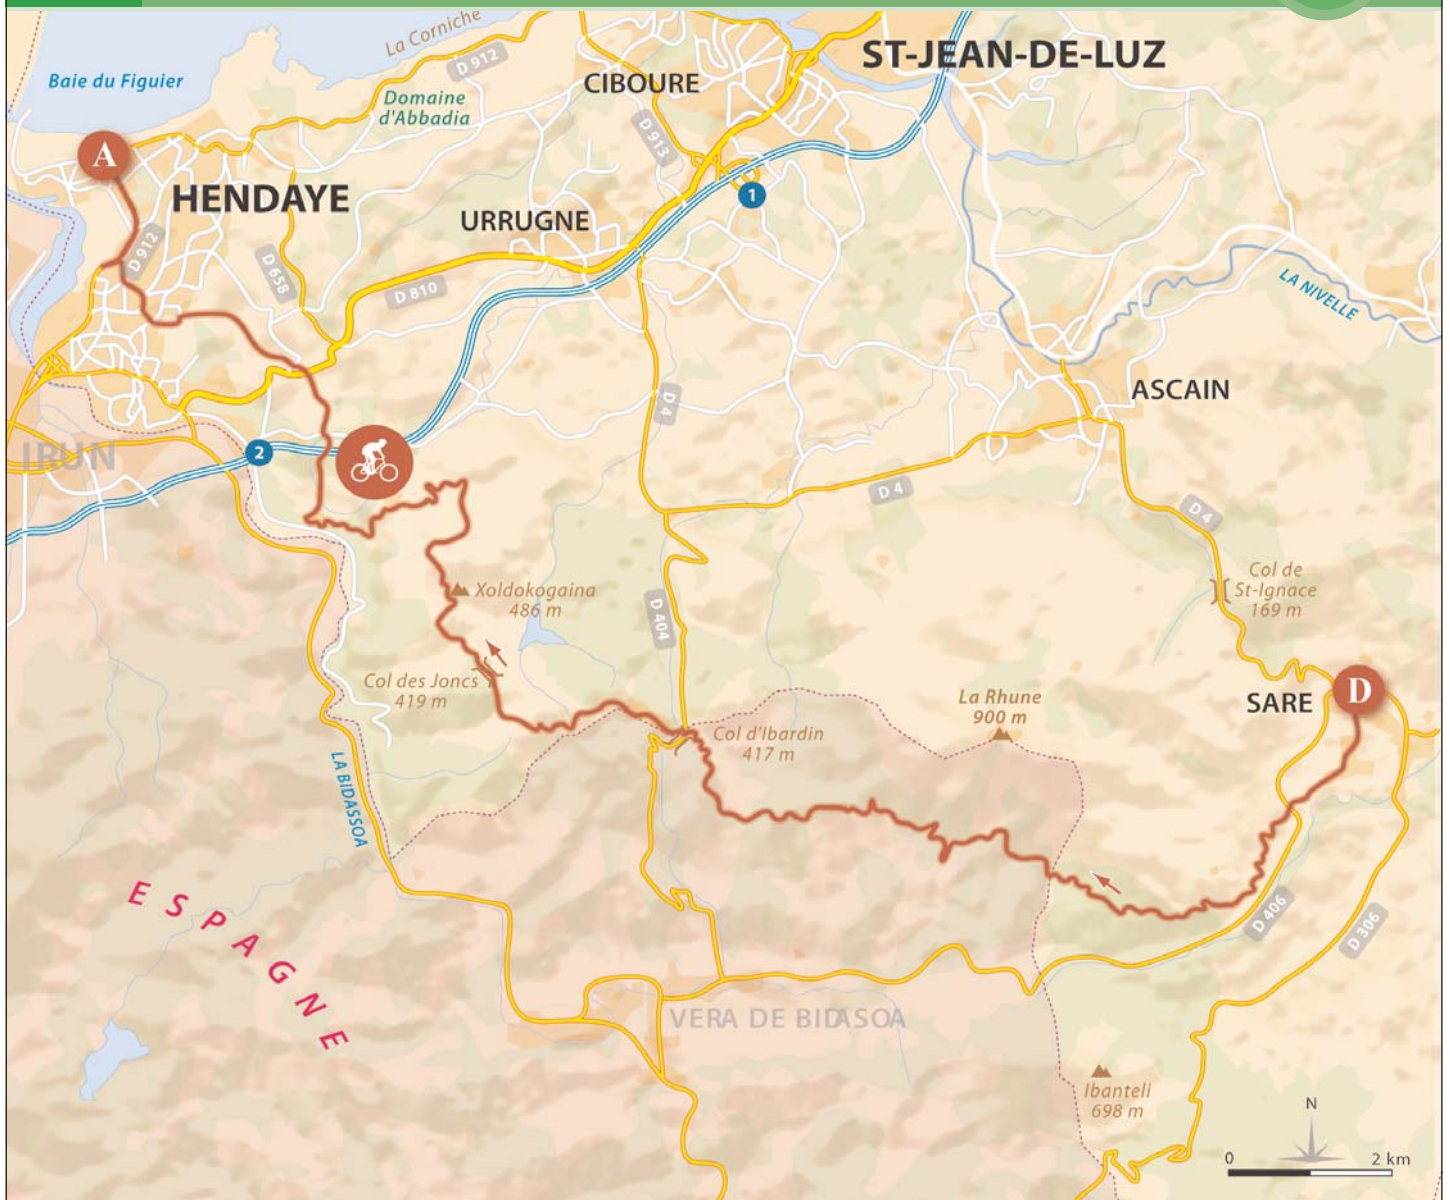 La Corniche
D 912
ST-JEAN-DE-LUZ
Baie du Figuier
CIBOURE
Domaine
d'Abbadia
D 913
A
HENDAYE
1
URRUGNE
D 912
D 658
D 810
LA NIVELLE
ASCAIN
D 4
IRUN
2
D 4
D 4
Col de
St-Ignace
169 m
Xoldokogaina
486 m
D 404
Col des Joncs
419 m
La Rhune
900 m
SARE
D
Col d'Ibardin
417 m
LA BIDASSOA
ESPAGNE
D 406
D 306
VERA DE BIDASOA
Ibanteli
698 m
N
0
2 km